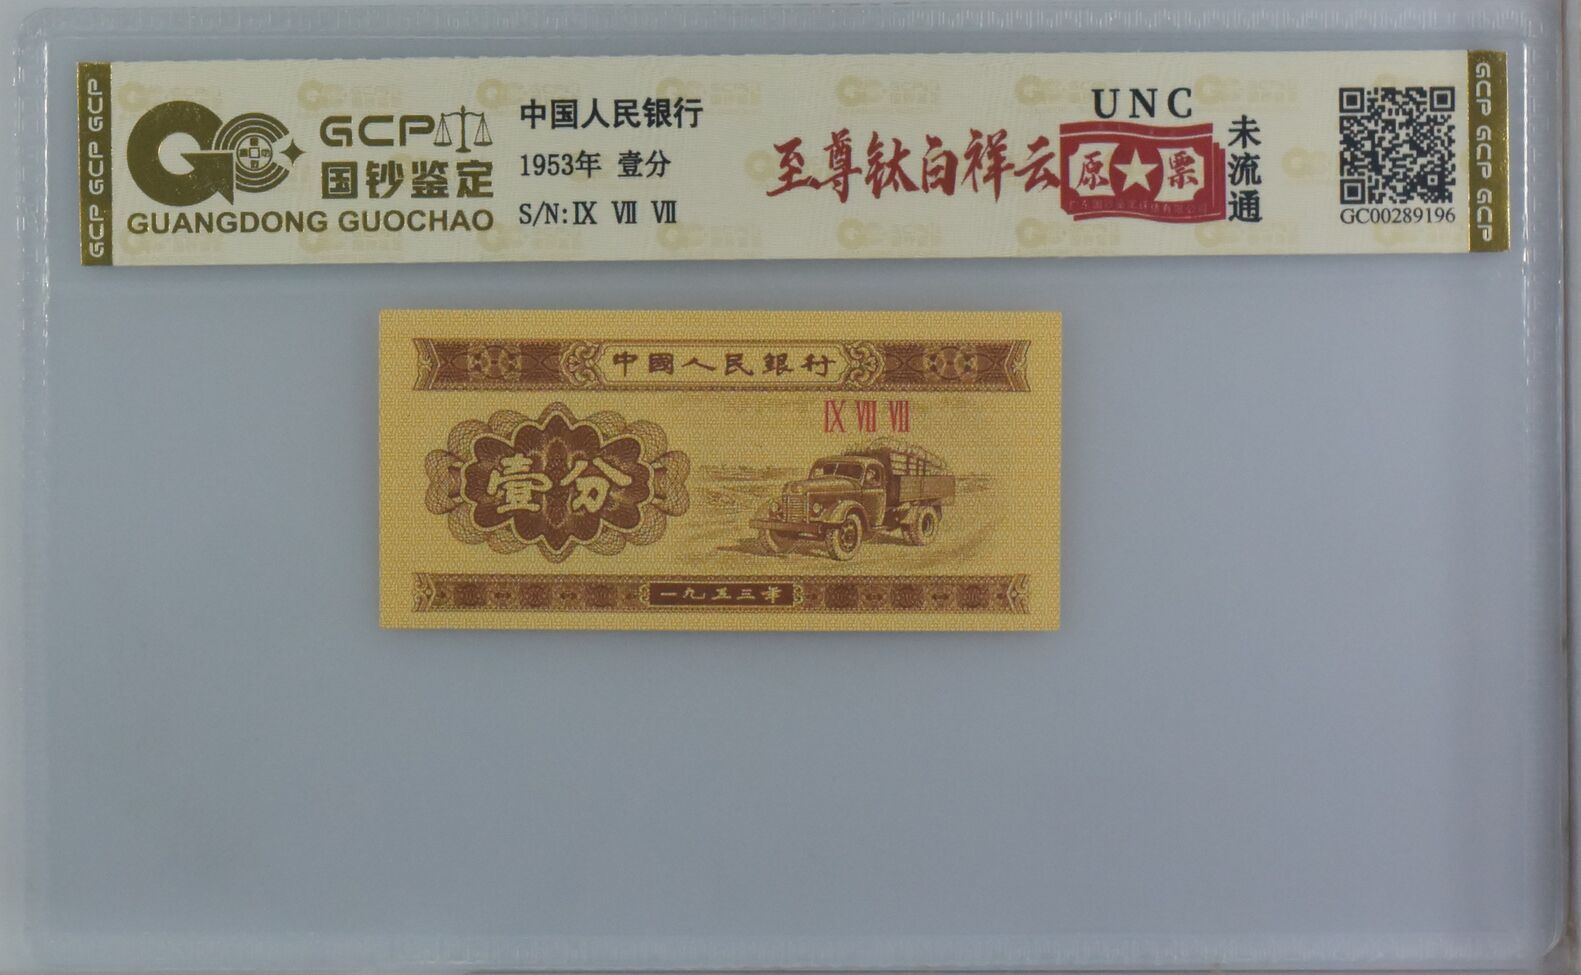 GCP GCP GCP
GCP
国钞鉴定
GUANGDONG GUOCHAO
中国人民银行
1953年 壹分
S/N: Ⅸ Ⅶ Ⅶ
至尊钛白祥云
原票
UNC
未流通
GC00289196
GCP GCP GCP
中國人民銀行
Ⅸ Ⅶ Ⅶ
壹分
一九五三年